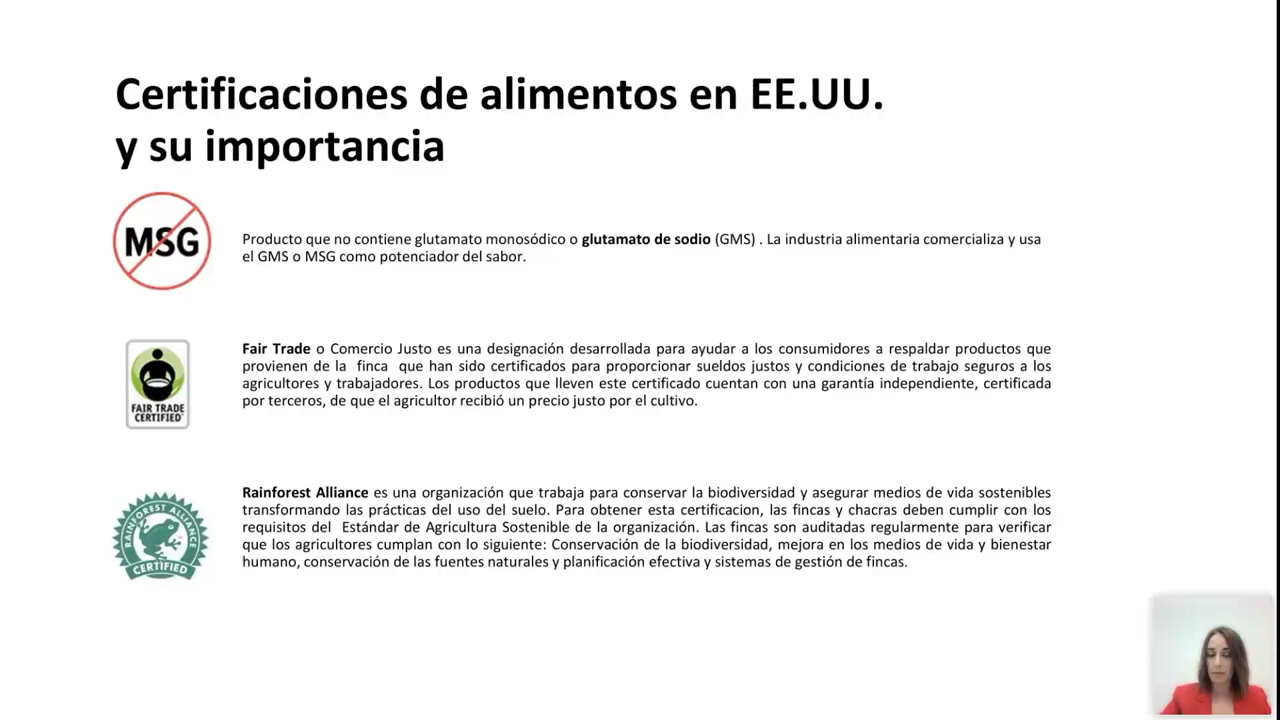 Certificaciones de alimentos en EE.UU.
y su importancia
MSG
Producto que no contiene glutamato monosódico o glutamato de sodio (GMS) . La industria alimentaria comercializa y usa
el GMS o MSG como potenciador del sabor.
FAIR TRADE
CERTIFIED
Fair Trade o Comercio Justo es una designación desarrollada para ayudar a los consumidores a respaldar productos que
provienen de la finca que han sido certificados para proporcionar sueldos justos y condiciones de trabajo seguros a los
agricultores y trabajadores. Los productos que lleven este certificado cuentan con una garantía independiente, certificada
por terceros, de que el agricultor recibió un precio justo por el cultivo.
RAINFOREST ALLIANCE
CERTIFIED
Rainforest Alliance es una organización que trabaja para conservar la biodiversidad y asegurar medios de vida sostenibles
transformando las prácticas del uso del suelo. Para obtener esta certificacion, las fincas y chacras deben cumplir con los
requisitos del Estándar de Agricultura Sostenible de la organización. Las fincas son auditadas regularmente para verificar
que los agricultores cumplan con lo siguiente: Conservación de la biodiversidad, mejora en los medios de vida y bienestar
humano, conservación de las fuentes naturales y planificación efectiva y sistemas de gestión de fincas.